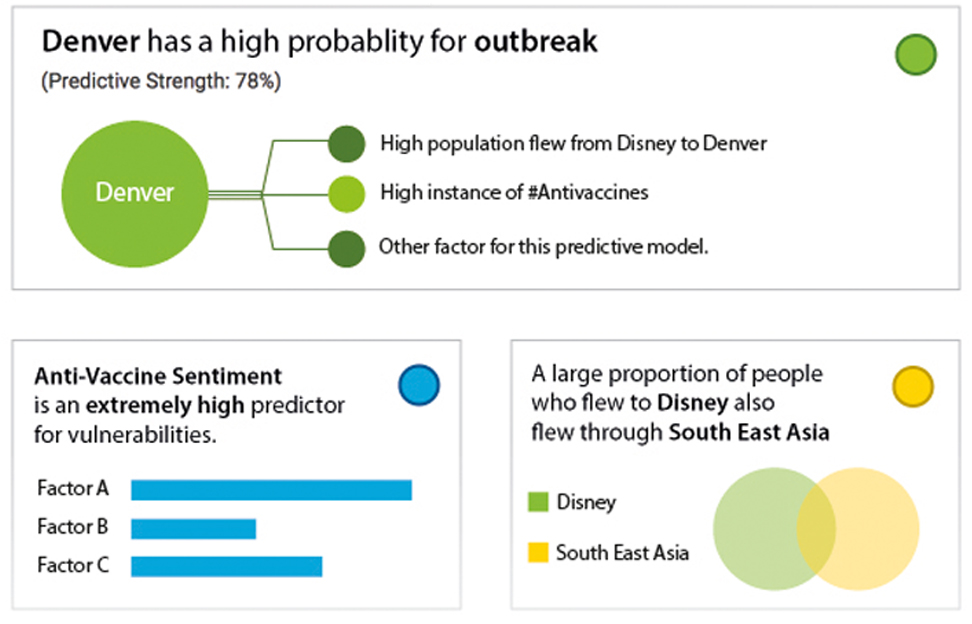 Denver has a high probablity for outbreak
(Predictive Strength: 78%)
Denver
High population flew from Disney to Denver
High instance of #Antivaccines
Other factor for this predictive model.
Anti-Vaccine Sentiment
is an extremely high predictor
for vulnerabilities.
Factor A
Factor B
Factor C
A large proportion of people
who flew to Disney also
flew through South East Asia
Disney
South East Asia